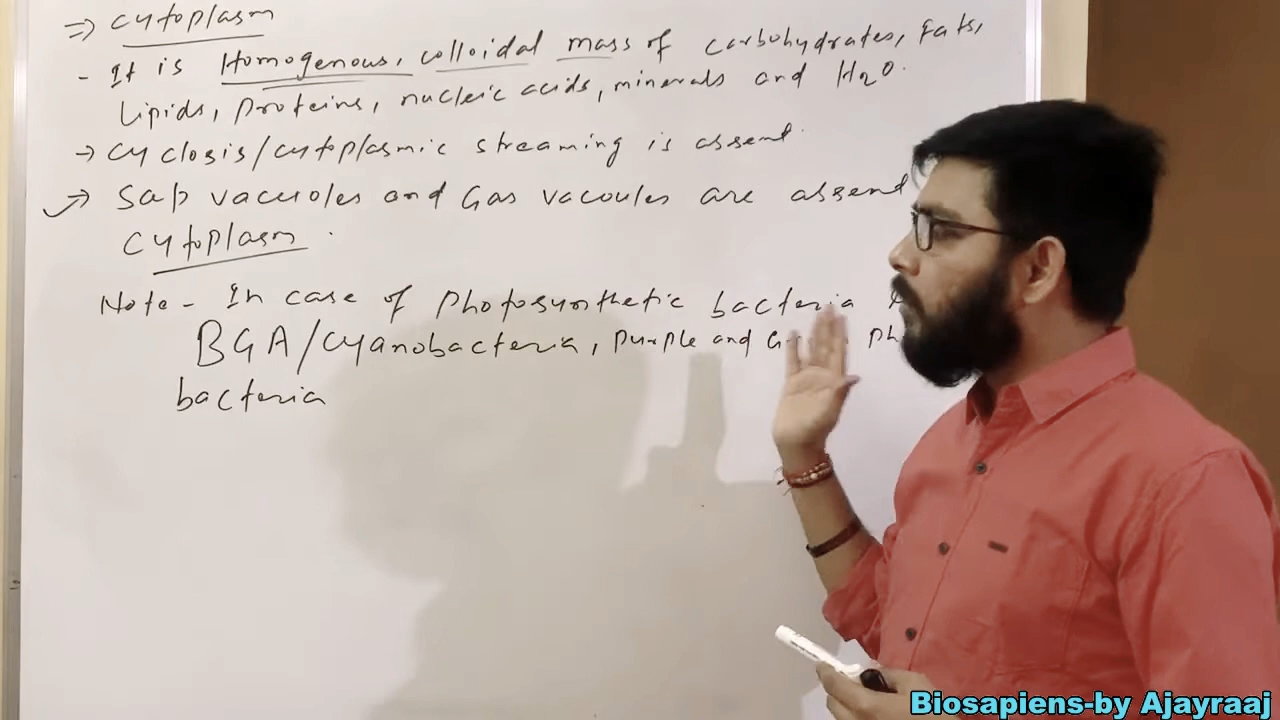 => Cytoplasm
- It is Homogenous, colloidal mass of carbohydrates, Fats,
Lipids, Proteins, nucleic acids, minerals and H2O.
→ Cyclosis/cytoplasmic streaming is absent.
→ Sap vacuoles and Gas vacoules are absend
Cytoplasm.
Note - In case of Photosynthetic bacteria
BGA/Cyanobacteria, Purple and
bacteria
Biosapiens-by Ajayraaj